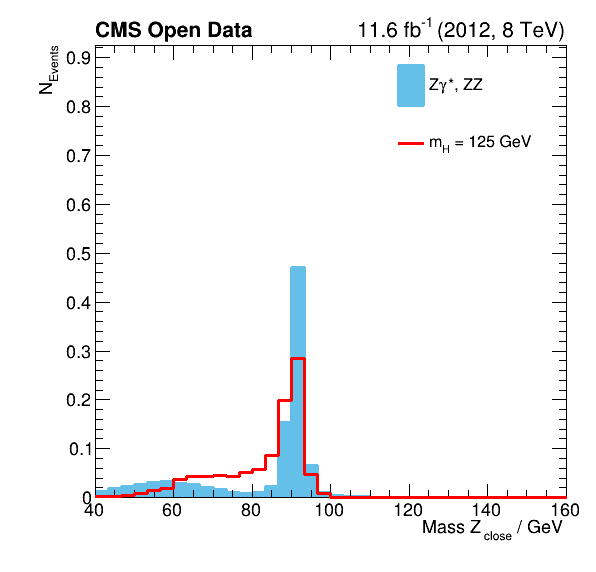 CMS Open Data 11.6 fb⁻¹ (2012, 8 TeV)
N_Events
0.9
0.8
0.7
0.6
0.5
0.4
0.3
0.2
0.1
0
Zγ*, ZZ
m_H = 125 GeV
40 60 80 100 120 140 160
Mass Z_close / GeV